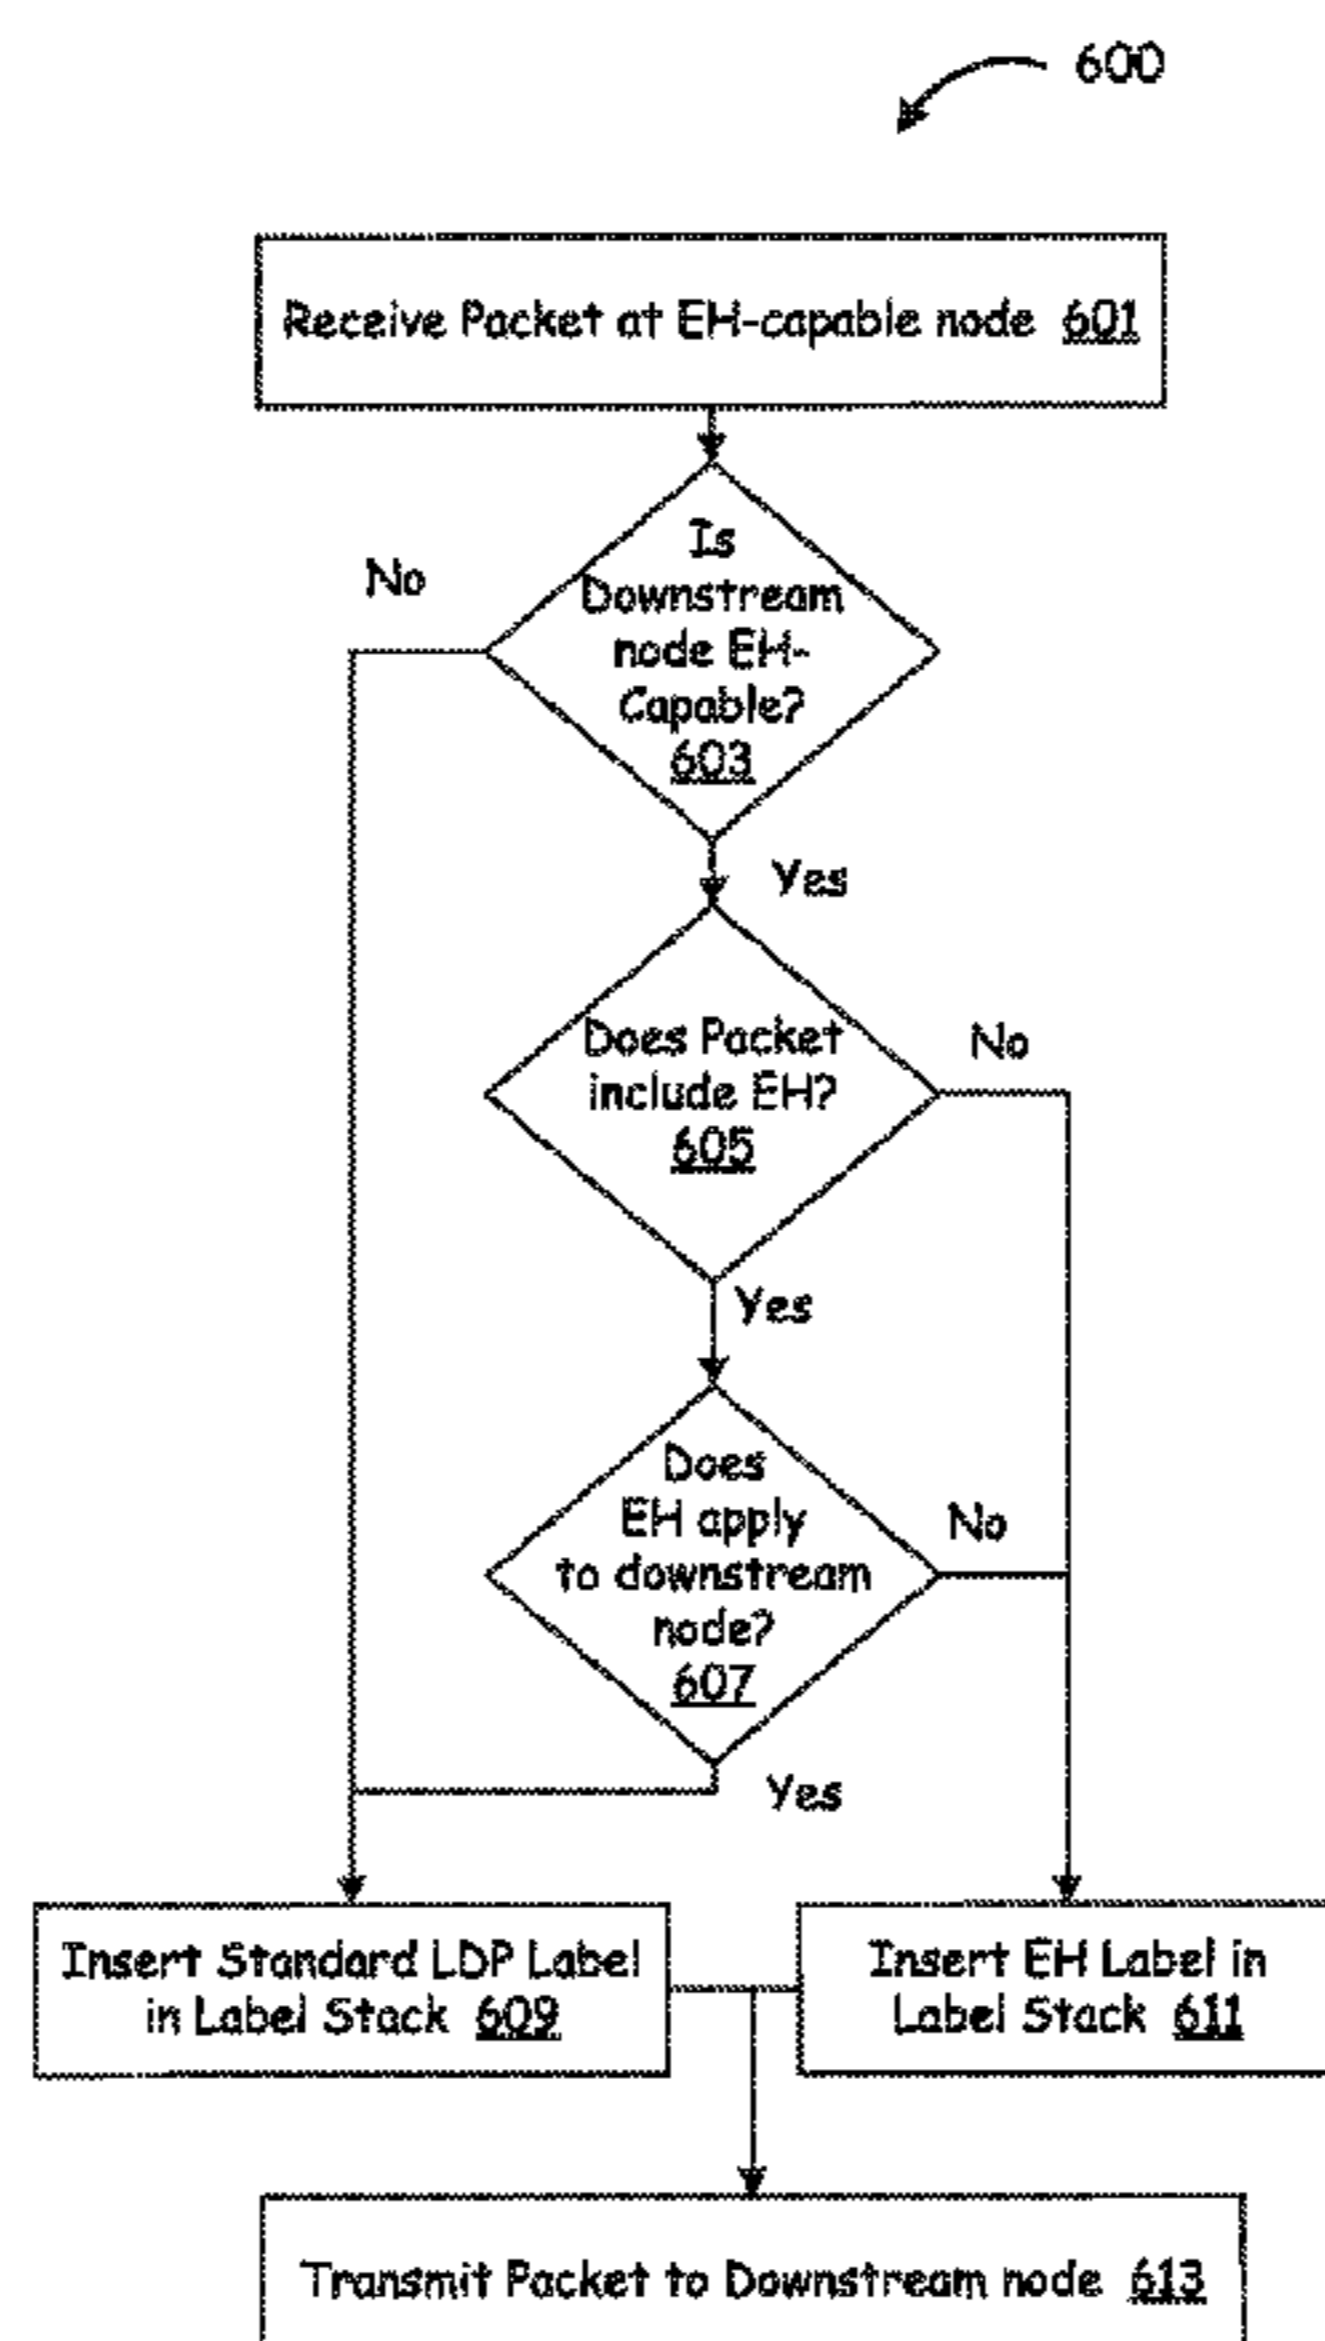 600
Receive Packet at EH-capable node 601
Is
Downstream
node EH-
Capable?
603
No
Yes
Does Packet
include EH?
605
No
Yes
Does
EH apply
to downstream
node?
607
No
Yes
Insert Standard LDP Label
in Label Stack 609
Insert EH Label in
Label Stack 611
Transmit Packet to Downstream node 613